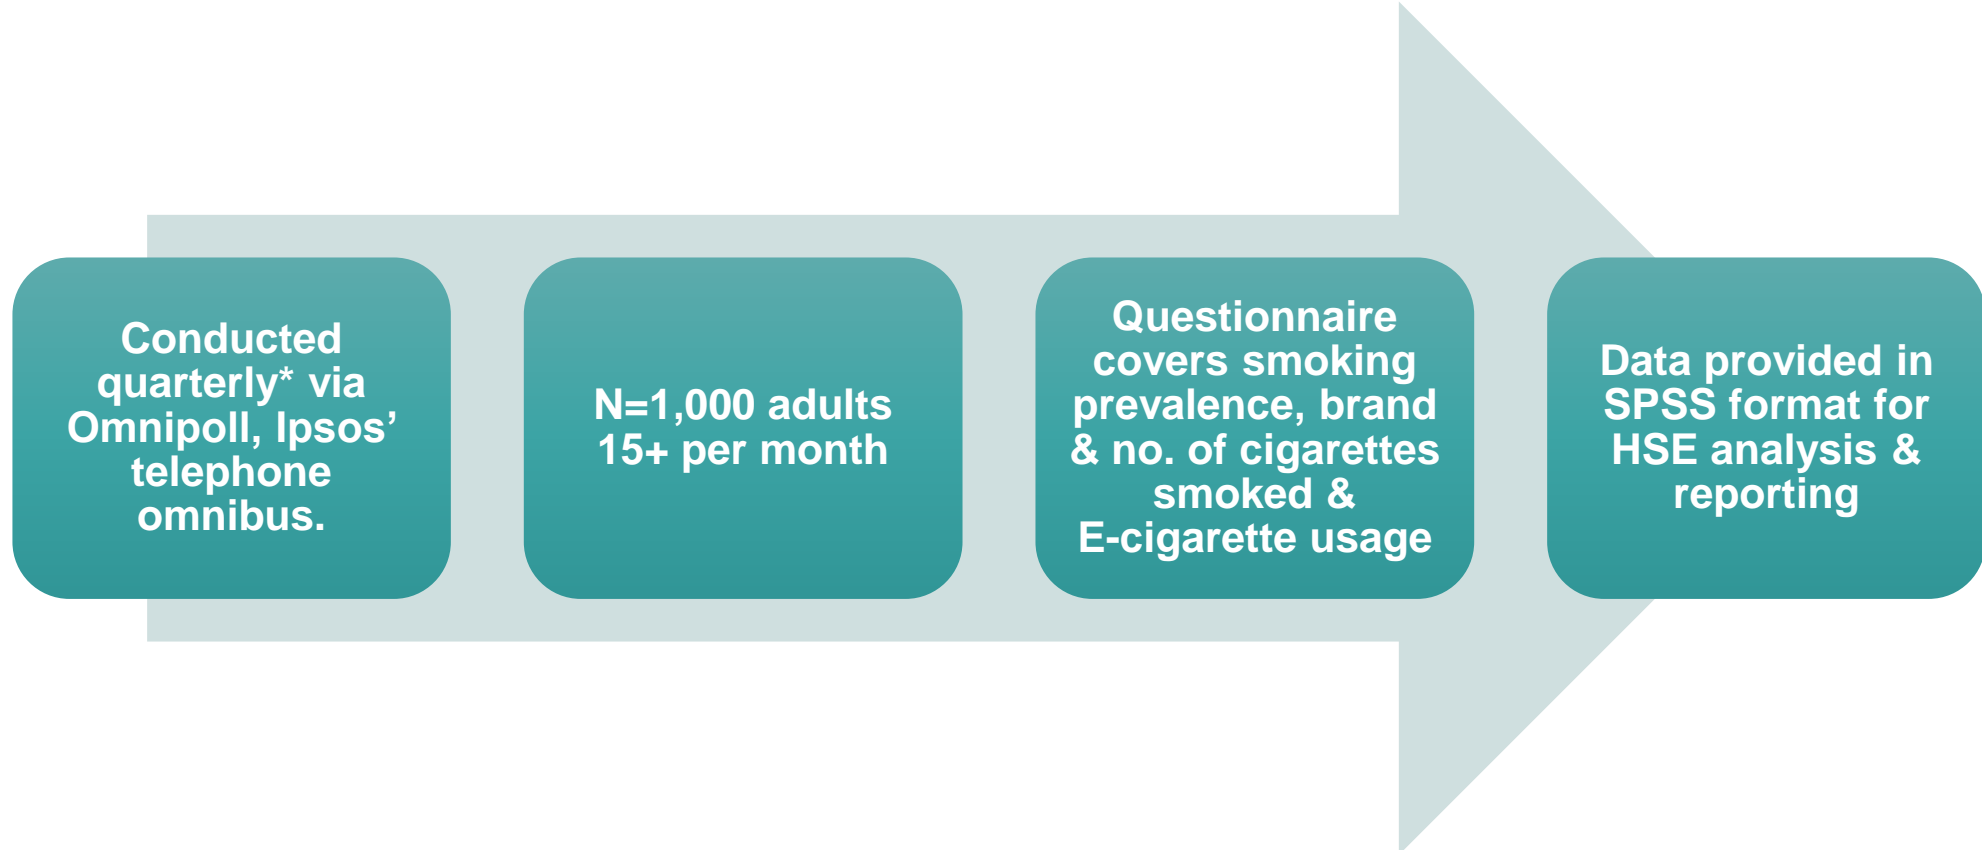 Conducted
quarterly* via
Omnipoll, Ipsos’
telephone
omnibus.
N=1,000 adults
15+ per month
Questionnaire
covers smoking
prevalence, brand
& no. of cigarettes
smoked &
E-cigarette usage
Data provided in
SPSS format for
HSE analysis &
reporting